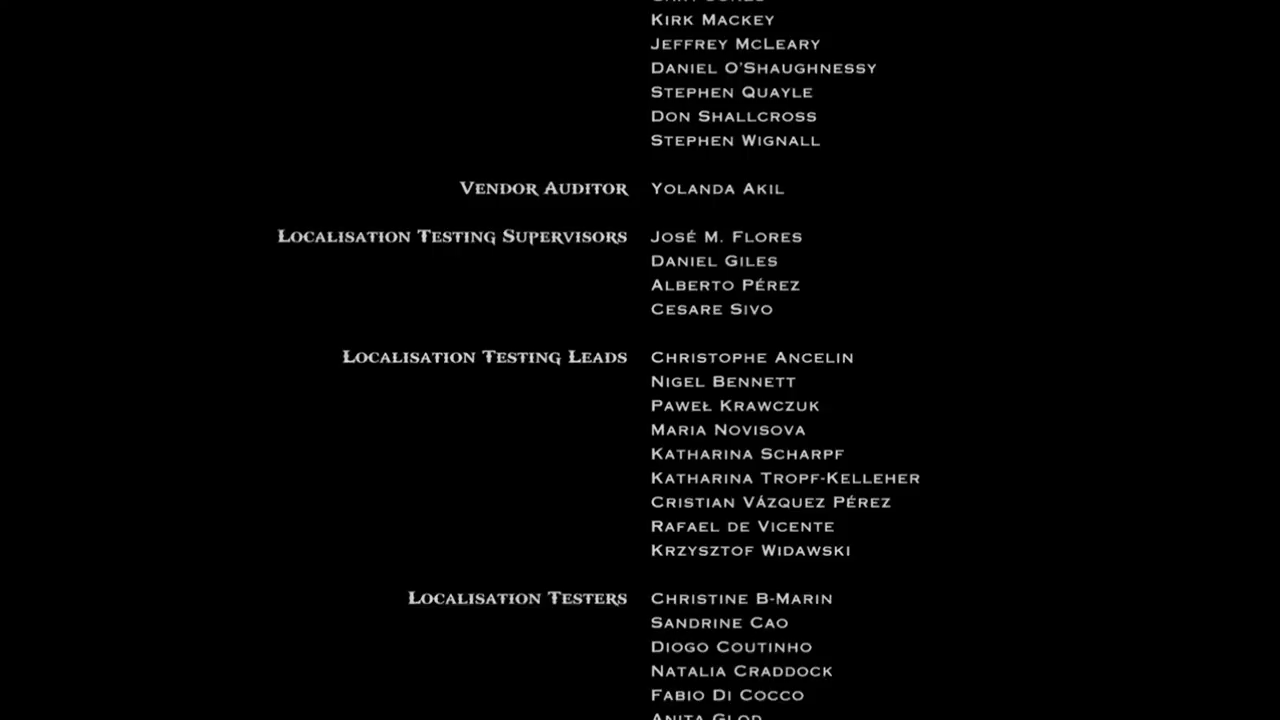 Kirk Mackey
Jeffrey McLeary
Daniel O'Shaughnessy
Stephen Quayle
Don Shallcross
Stephen Wignall
Vendor Auditor Yolanda Akil
Localisation Testing Supervisors José M. Flores
Daniel Giles
Alberto Pérez
Cesare Sivo
Localisation Testing Leads Christophe Ancelin
Nigel Bennett
Paweł Krawczuk
Maria Novisova
Katharina Scharpf
Katharina Tropf-Kelleher
Cristian Vázquez Pérez
Rafael de Vicente
Krzysztof Widawski
Localisation Testers Christine B-Marin
Sandrine Cao
Diogo Coutinho
Natalia Craddock
Fabio Di Cocco
Anita Glod